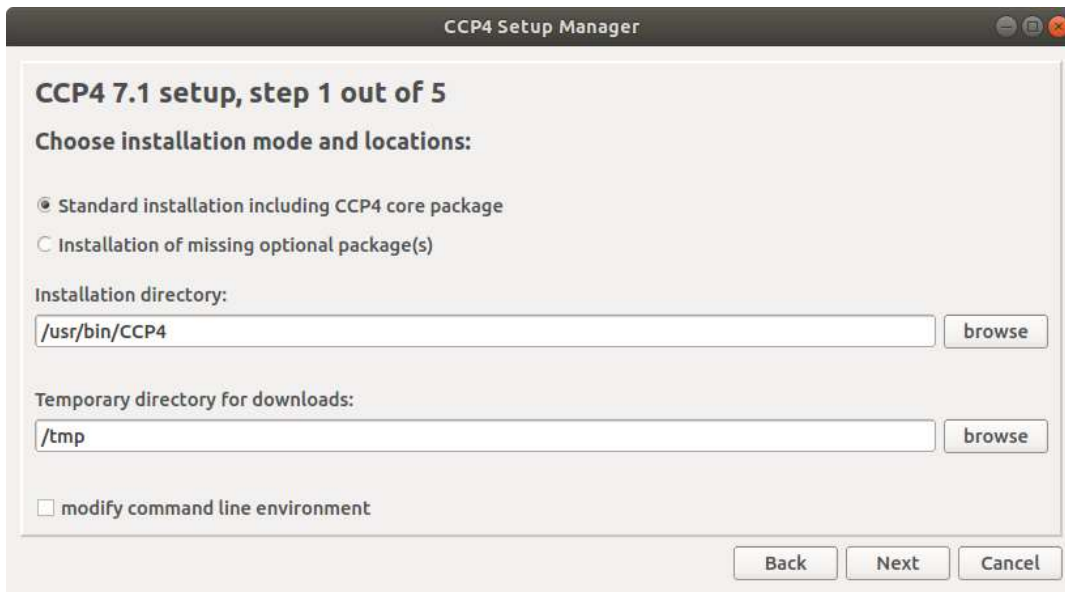 CCP4 Setup Manager
CCP4 7.1 setup, step 1 out of 5
Choose installation mode and locations:
Standard installation including CCP4 core package
Installation of missing optional package(s)
Installation directory:
/usr/bin/CCP4 browse
Temporary directory for downloads:
/tmp browse
modify command line environment
Back Next Cancel